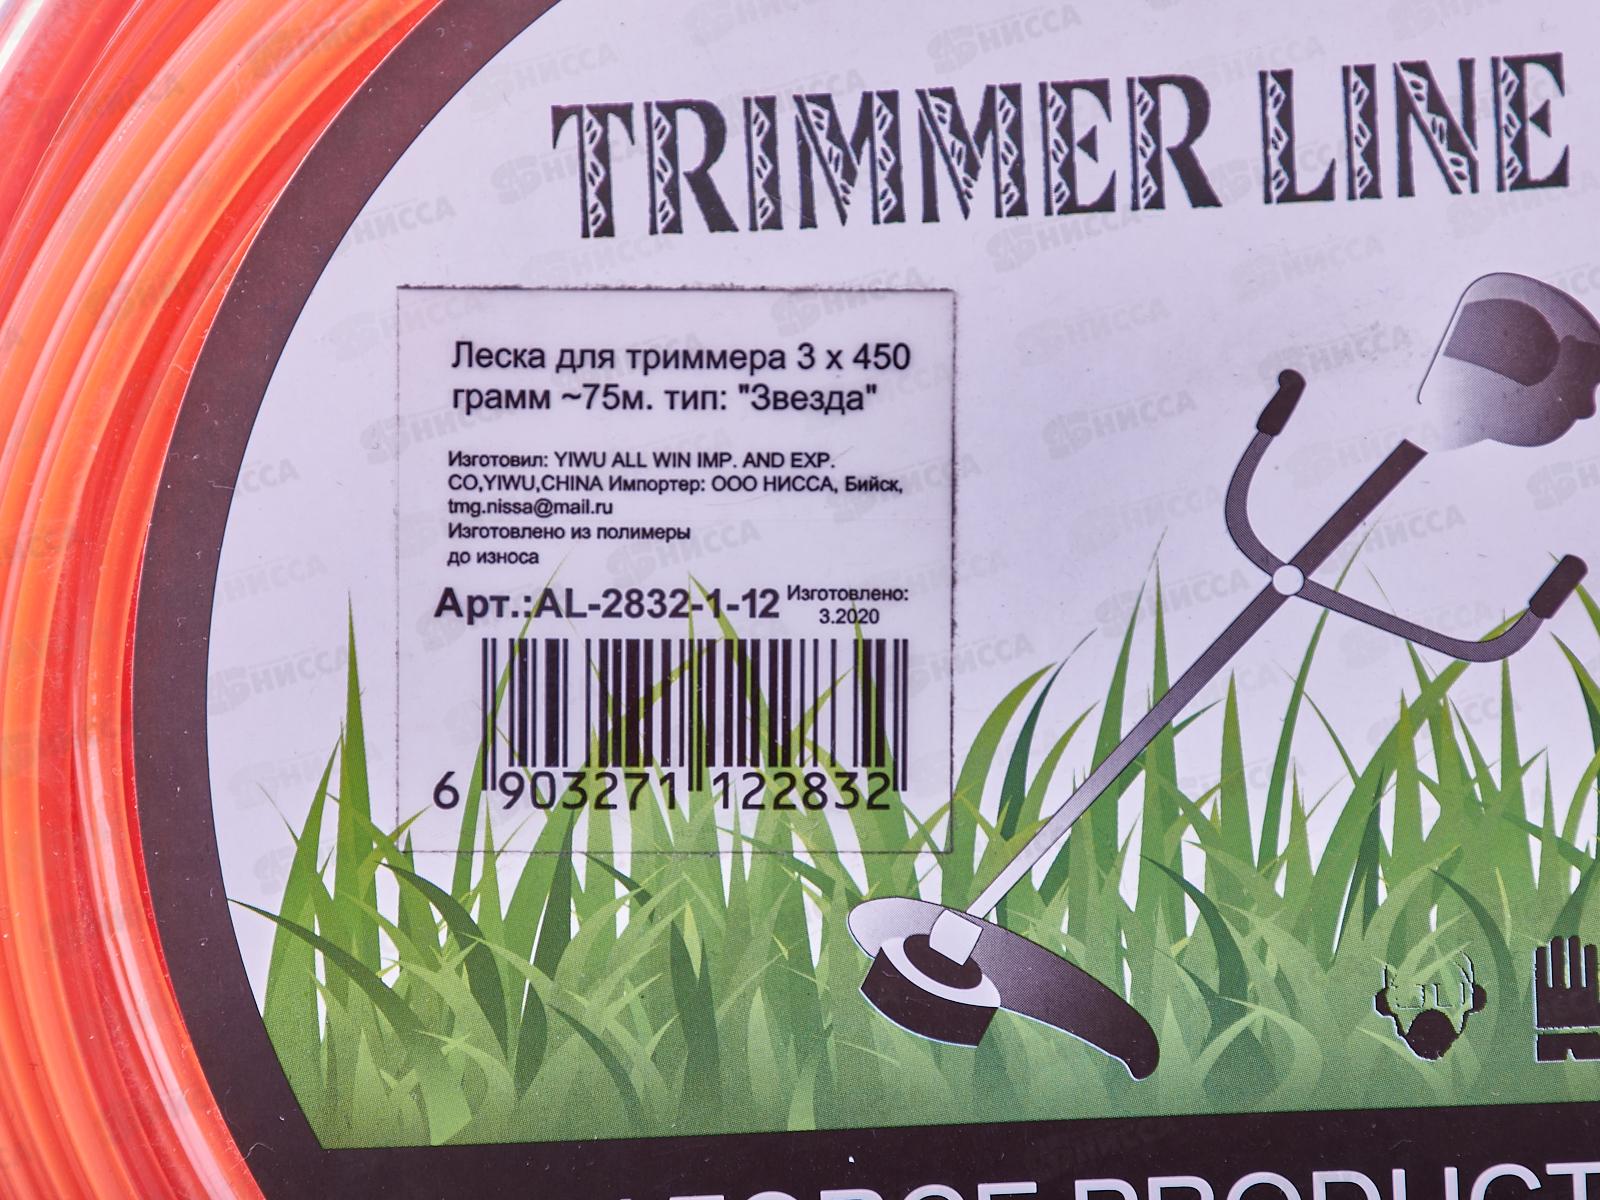 TRIMMER LINE
Леска для триммера 3 х 450
грамм ~75м. тип: "Звезда"
Изготовил: YIWU ALL WIN IMP. AND EXP.
CO,YIWU,CHINA Импортер: ООО НИССА, Бийск,
tmg.nissa@mail.ru
Изготовлено из полимеры
до износа
Арт.:AL-2832-1-12 Изготовлено:
3.2020
6 903271 122832
PRODUCT
НИССА